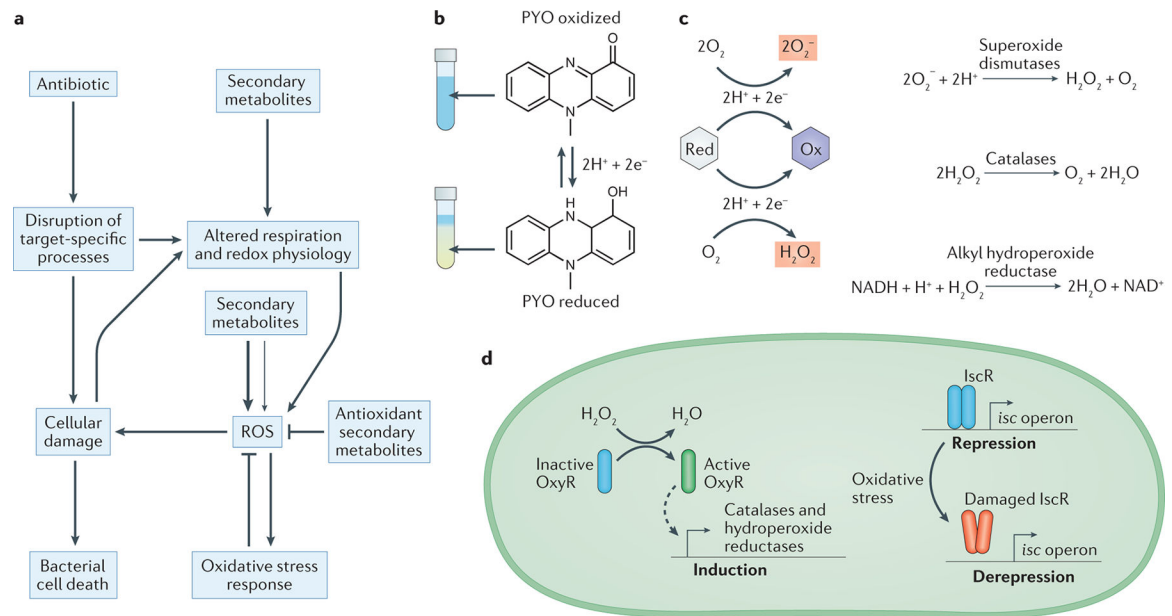 a
Antibiotic
Secondary
metabolites
Disruption of
target-specific
processes
Altered respiration
and redox physiology
Secondary
metabolites
Cellular
damage
ROS
Antioxidant
secondary
metabolites
Bacterial
cell death
Oxidative stress
response
b
PYO oxidized
O
N
N
2H⁺ + 2e⁻
OH
H
N
N
PYO reduced
c
2O₂
2O₂⁻
2H⁺ + 2e⁻
Red
Ox
2H⁺ + 2e⁻
O₂
H₂O₂
Superoxide
dismutases
2O₂⁻ + 2H⁺ → H₂O₂ + O₂
Catalases
2H₂O₂ → O₂ + 2H₂O
Alkyl hydroperoxide
reductase
NADH + H⁺ + H₂O₂ → 2H₂O + NAD⁺
d
H₂O₂
H₂O
Inactive
OxyR
Active
OxyR
Catalases and
hydroperoxide
reductases
Induction
IscR
isc operon
Repression
Oxidative
stress
Damaged IscR
isc operon
Derepression